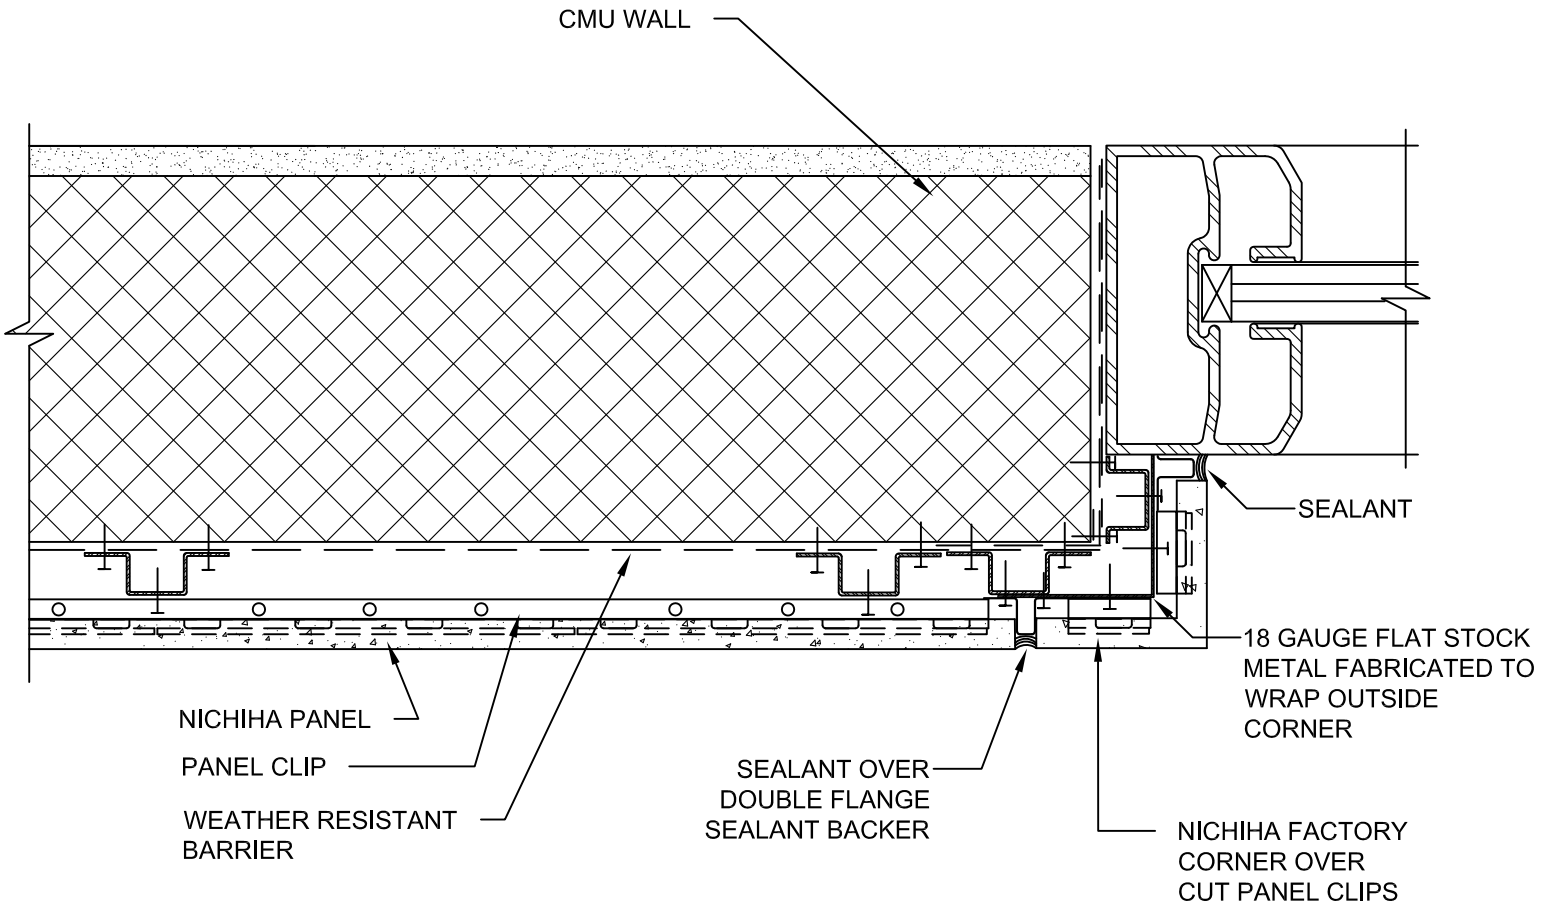 CMU WALL
SEALANT
18 GAUGE FLAT STOCK
METAL FABRICATED TO
WRAP OUTSIDE
CORNER
NICHIHA PANEL
PANEL CLIP
WEATHER RESISTANT
BARRIER
SEALANT OVER
DOUBLE FLANGE
SEALANT BACKER
NICHIHA FACTORY
CORNER OVER
CUT PANEL CLIPS